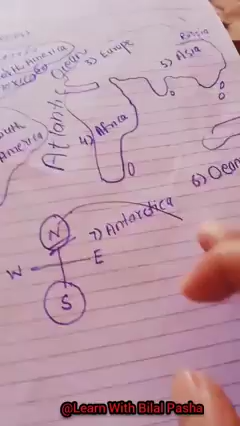 North America
3) Europe
Atlantic Ocean
Russia
5) Asia
South
America
4) Africa
6) Ocean
7) Antarctica
N
W E
S
@Learn With Bilal Pasha